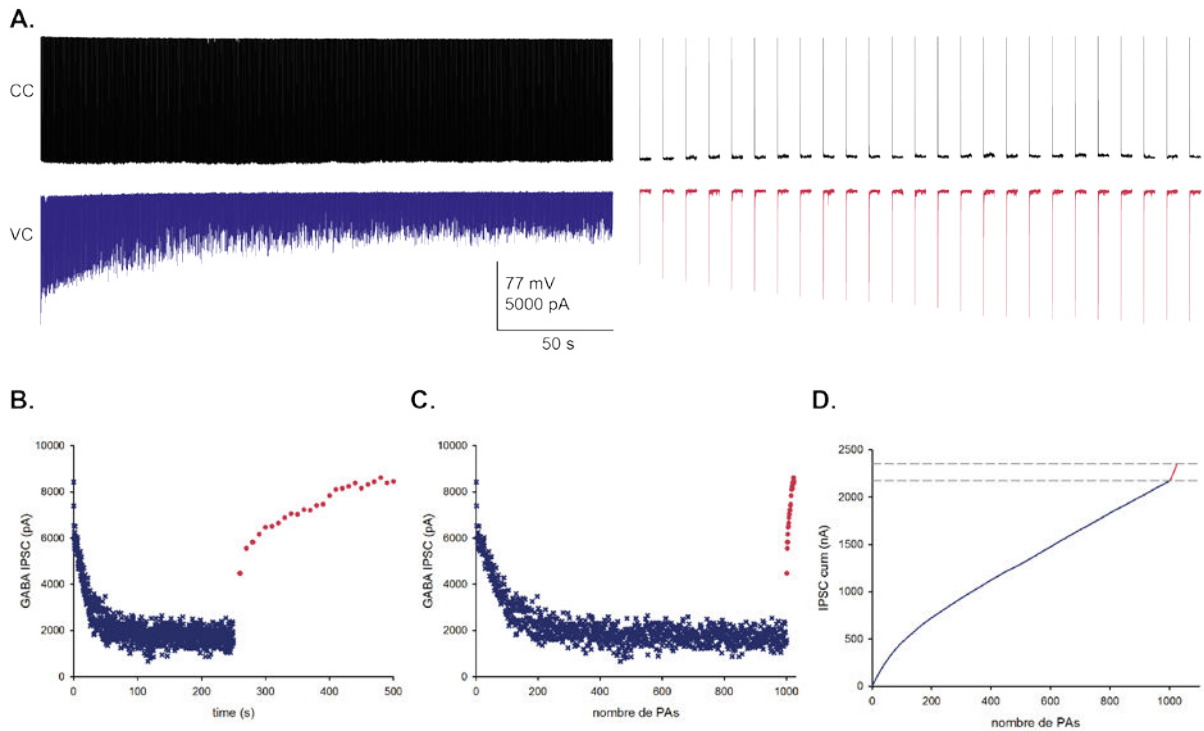 A.
CC
VC
77 mV
5000 pA
50 s
B.
10000
8000
6000
4000
2000
0
GABA IPSC (pA)
0 100 200 300 400 500
time (s)
C.
10000
8000
6000
4000
2000
0
GABA IPSC (pA)
0 200 400 600 800 1000
nombre de PAs
D.
2500
2000
1500
1000
500
0
IPSC cum (nA)
0 200 400 600 800 1000
nombre de PAs